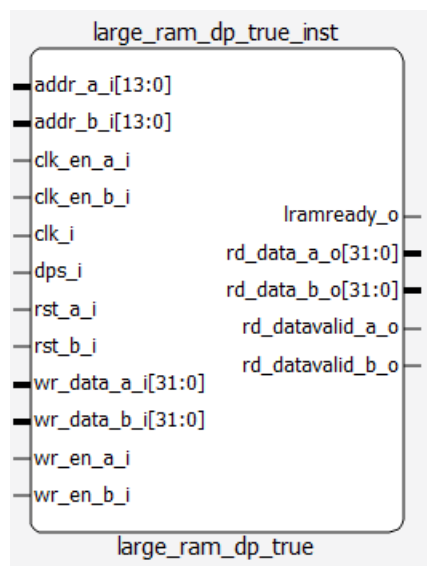 large_ram_dp_true_inst
addr_a_i[13:0]
addr_b_i[13:0]
clk_en_a_i
clk_en_b_i
clk_i
dps_i
rst_a_i
rst_b_i
wr_data_a_i[31:0]
wr_data_b_i[31:0]
wr_en_a_i
wr_en_b_i
lramready_o
rd_data_a_o[31:0]
rd_data_b_o[31:0]
rd_datavalid_a_o
rd_datavalid_b_o
large_ram_dp_true